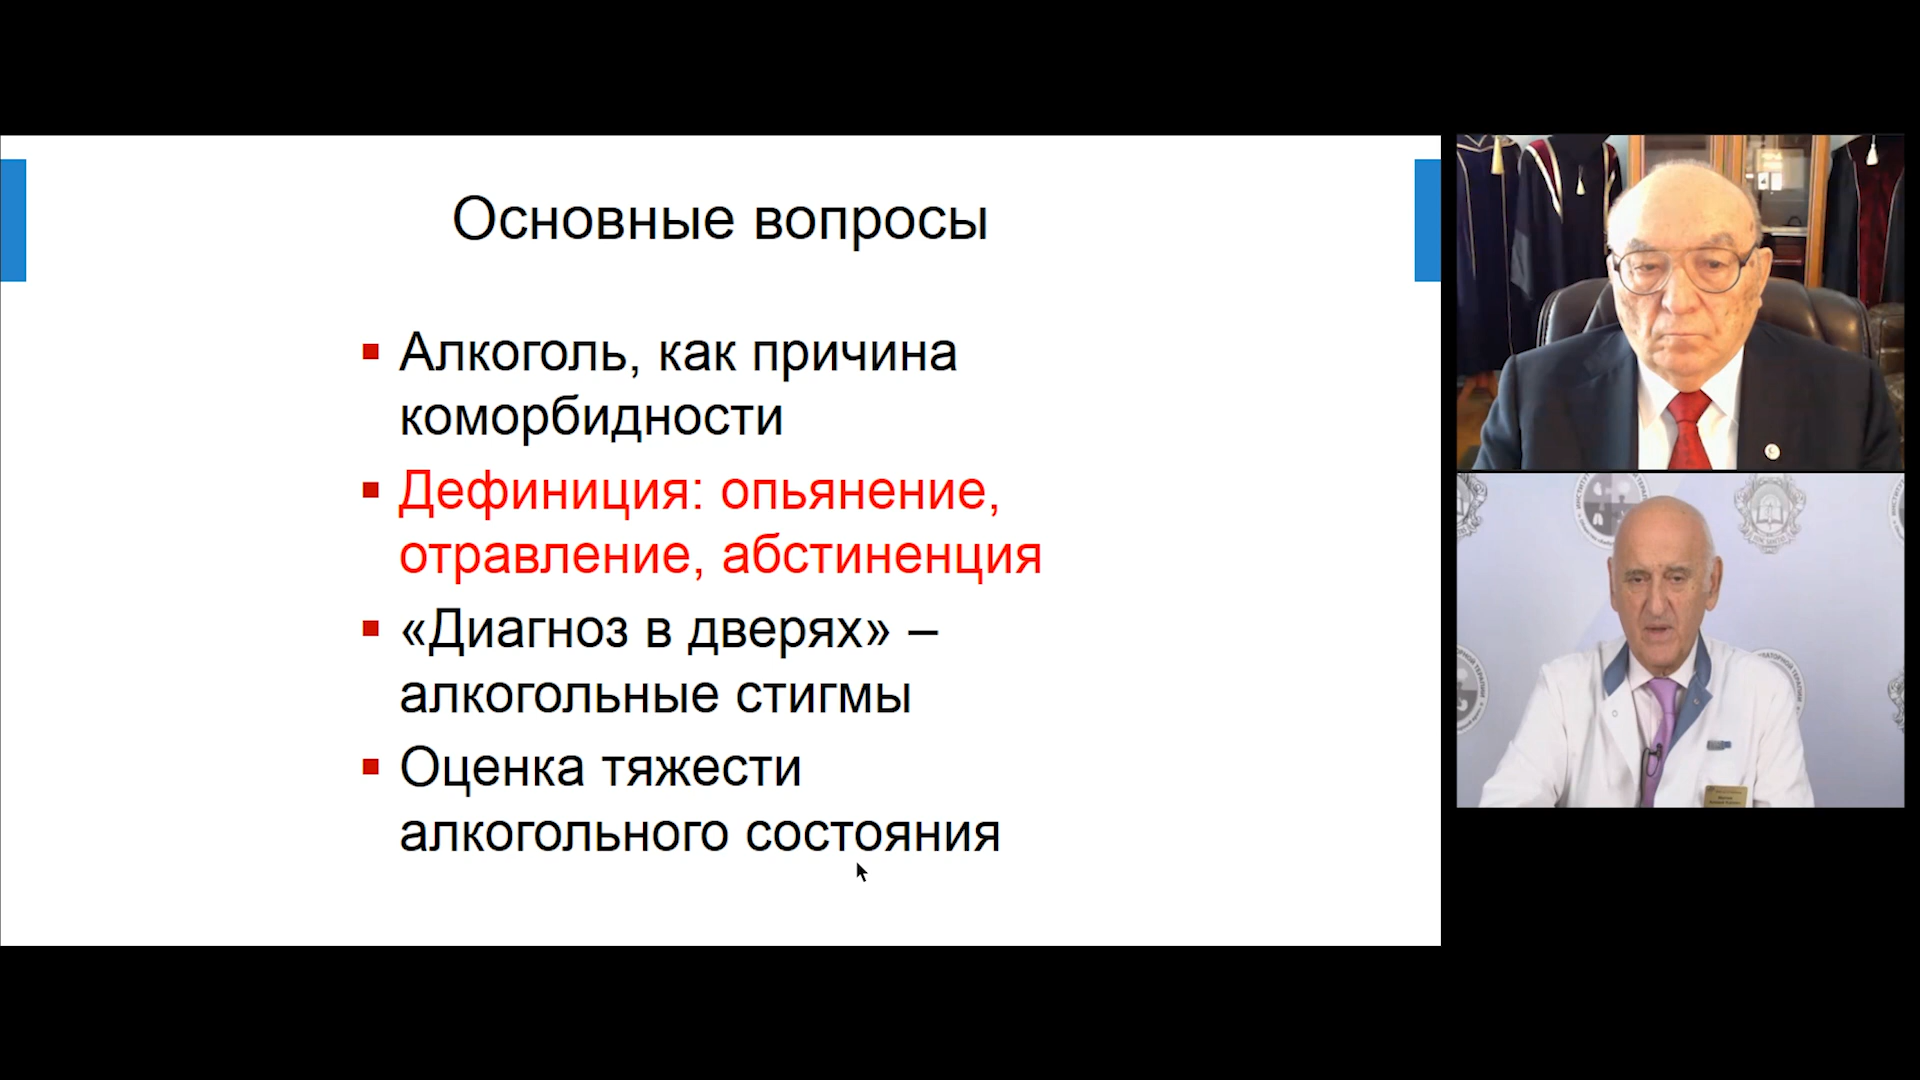 Основные вопросы
Алкоголь, как причина
коморбидности
Дефиниция: опьянение,
отравление, абстиненция
«Диагноз в дверях» –
алкогольные стигмы
Оценка тяжести
алкогольного состояния